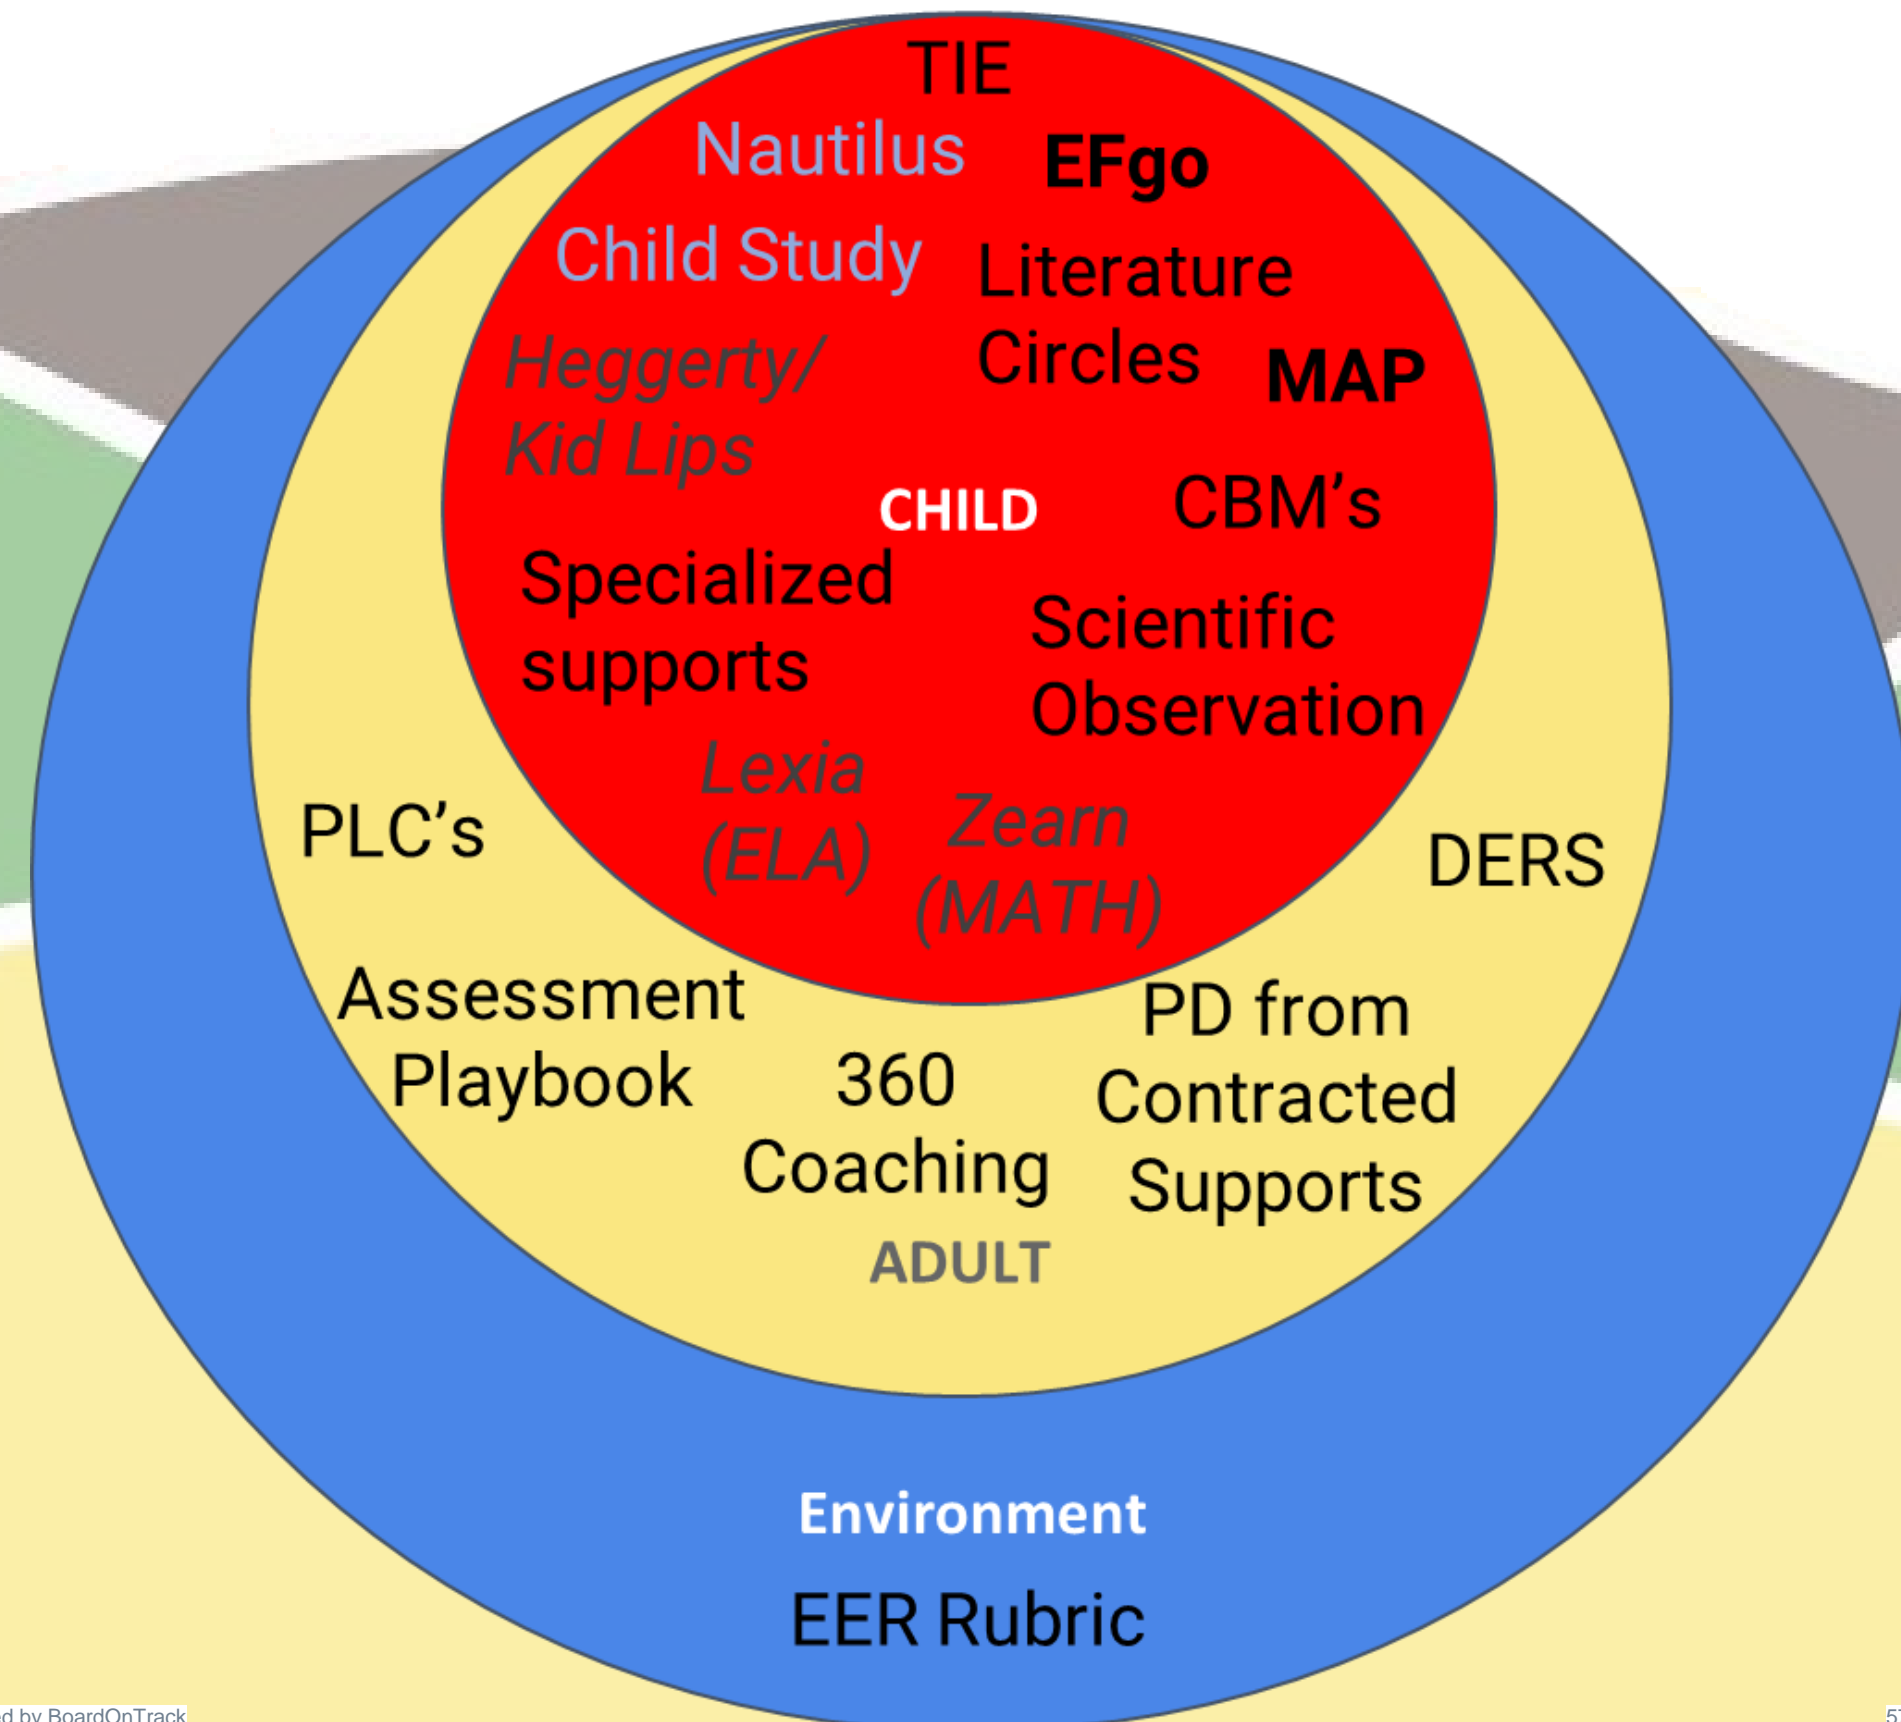 TIE
Nautilus
EFgo
Child Study
Literature
Circles
Heggerty/
Kid Lips
MAP
CHILD
CBM’s
Specialized
supports
Scientific
Observation
Lexia
(ELA)
Zearn
(MATH)
PLC’s
DERS
Assessment
Playbook
360
Coaching
PD from
Contracted
Supports
ADULT
Environment
EER Rubric
by BoardOnTrack